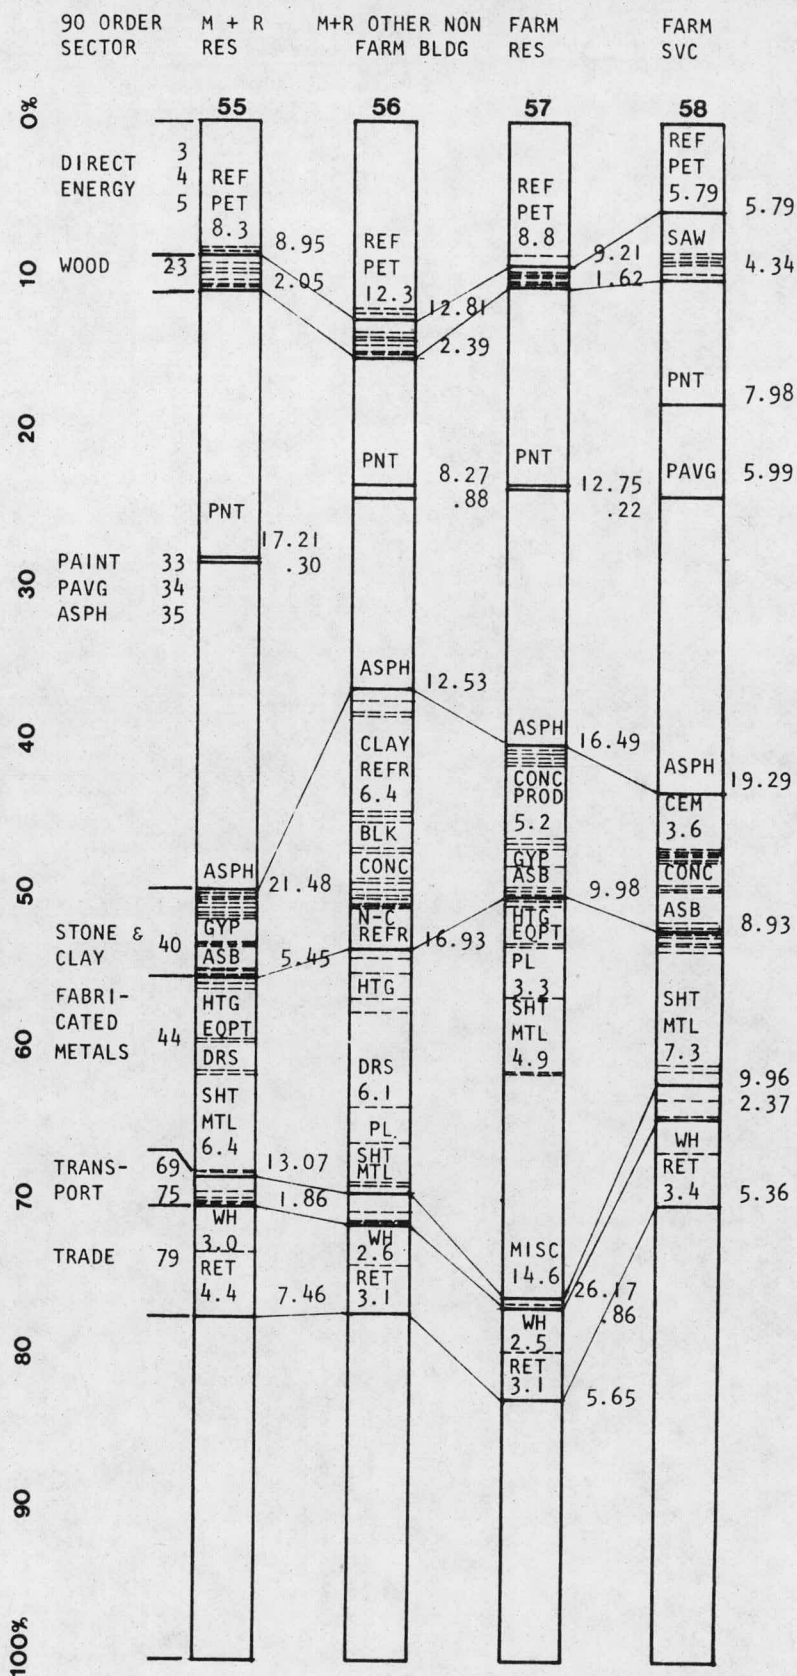 90 ORDER SECTOR
M + R RES
M+R OTHER NON FARM BLDG
FARM RES
FARM SVC
55
56
57
58
0%
10
20
30
40
50
60
70
80
90
100%
DIRECT ENERGY
3
4
5
WOOD 23
PAINT 33
PAVG 34
ASPH 35
STONE & CLAY 40
FABRI-
CATED
METALS 44
TRANS-
PORT
69
75
TRADE 79
REF
PET
8.3
8.95
2.05
PNT
17.21
.30
ASPH
21.48
GYP
ASB
5.45
HTG
EQPT
DRS
SHT
MTL
6.4
13.07
1.86
WH
3.0
RET
4.4
7.46
REF
PET
12.3
12.81
2.39
PNT
8.27
.88
ASPH
12.53
CLAY
REFR
6.4
BLK
CONC
N-C
REFR
16.93
HTG
DRS
6.1
PL
SHT
MTL
WH
2.6
RET
3.1
REF
PET
8.8
9.21
1.62
PNT
12.75
.22
ASPH
16.49
CONC
PROD
5.2
GYP
ASB
9.98
HTG
EQPT
PL
3.3
SHT
MTL
4.9
MISC
14.6
26.17
.86
WH
2.5
RET
3.1
5.65
REF
PET
5.79
5.79
SAW
4.34
PNT
7.98
PAVG
5.99
ASPH
19.29
CEM
3.6
CONC
ASB
8.93
SHT
MTL
7.3
9.96
2.37
WH
RET
3.4
5.36